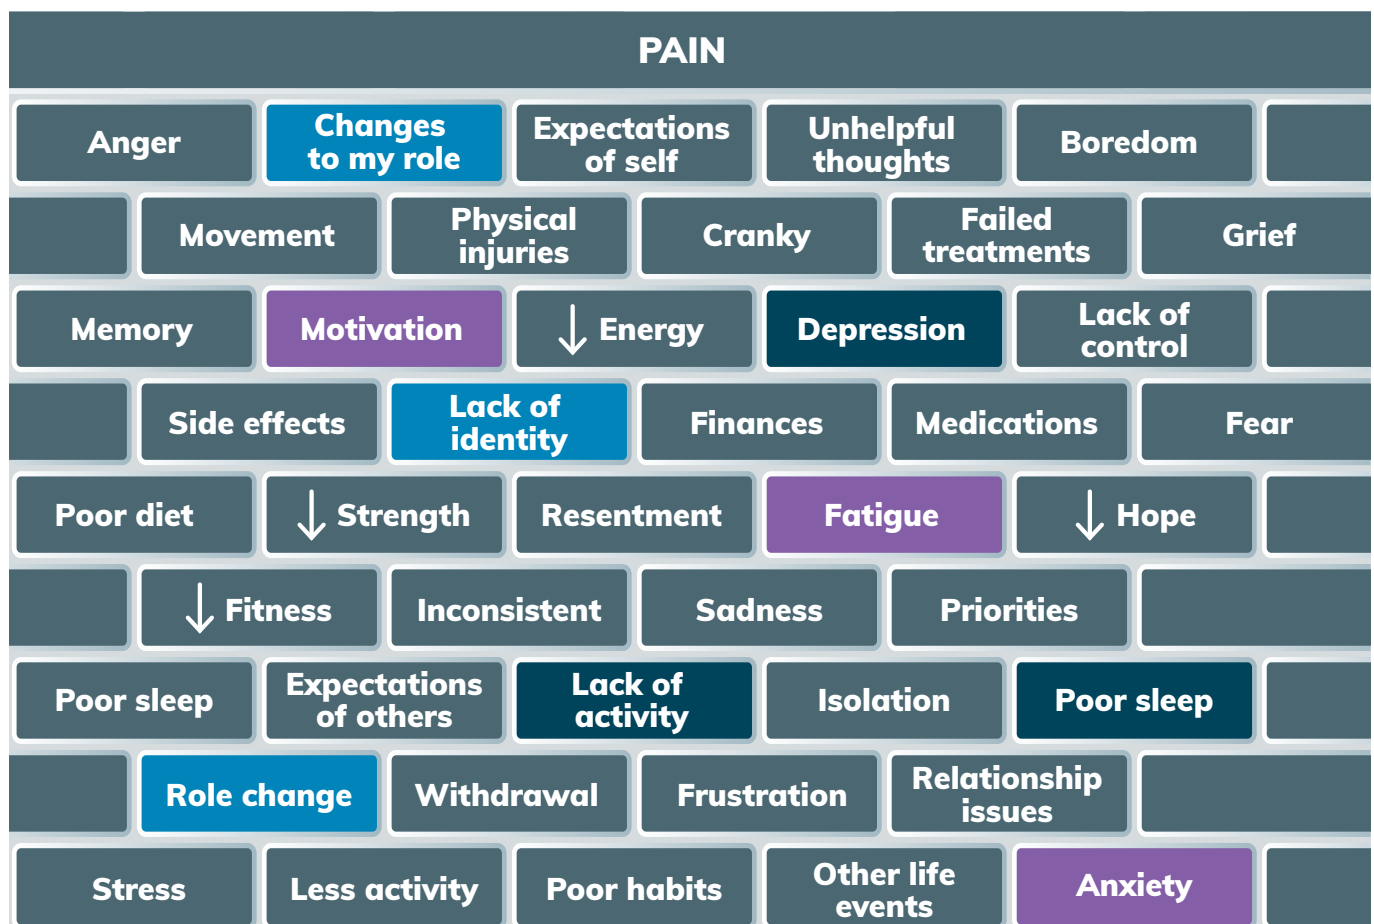 PAIN
Anger
Changes
to my role
Expectations
of self
Unhelpful
thoughts
Boredom
Movement
Physical
injuries
Cranky
Failed
treatments
Grief
Memory
Motivation
↓ Energy
Depression
Lack of
control
Side effects
Lack of
identity
Finances
Medications
Fear
Poor diet
↓ Strength
Resentment
Fatigue
↓ Hope
↓ Fitness
Inconsistent
Sadness
Priorities
Poor sleep
Expectations
of others
Lack of
activity
Isolation
Poor sleep
Role change
Withdrawal
Frustration
Relationship
issues
Stress
Less activity
Poor habits
Other life
events
Anxiety